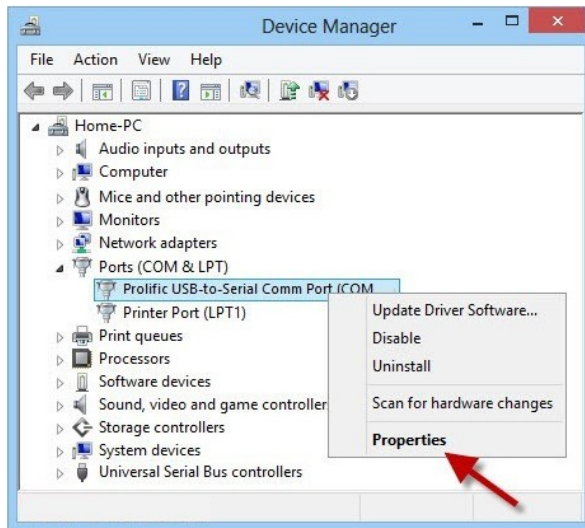 Device Manager
File Action View Help
Home-PC
Audio inputs and outputs
Computer
Mice and other pointing devices
Monitors
Network adapters
Ports (COM & LPT)
Prolific USB-to-Serial Comm Port (COM
Printer Port (LPT1)
Update Driver Software...
Print queues
Disable
Processors
Uninstall
Software devices
Sound, video and game controller
Scan for hardware changes
Storage controllers
System devices
Properties
Universal Serial Bus controllers